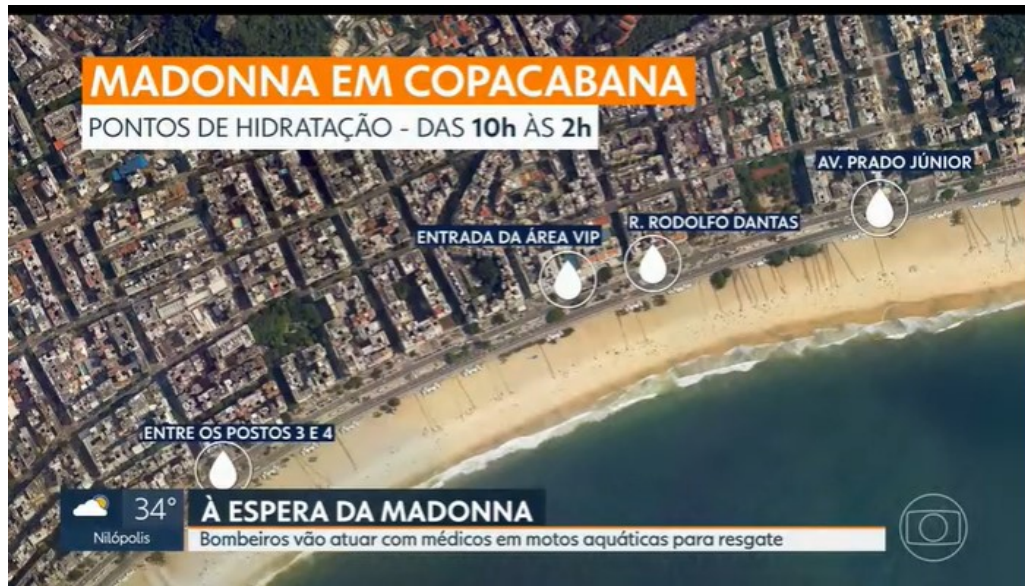 MADONNA EM COPACABANA
PONTOS DE HIDRATAÇÃO - DAS 10h ÀS 2h
AV. PRADO JÚNIOR
R. RODOLFO DANTAS
ENTRADA DA ÁREA VIP
ENTRE OS POSTOS 3 E 4
34°
Nilópolis
À ESPERA DA MADONNA
Bombeiros vão atuar com médicos em motos aquáticas para resgate